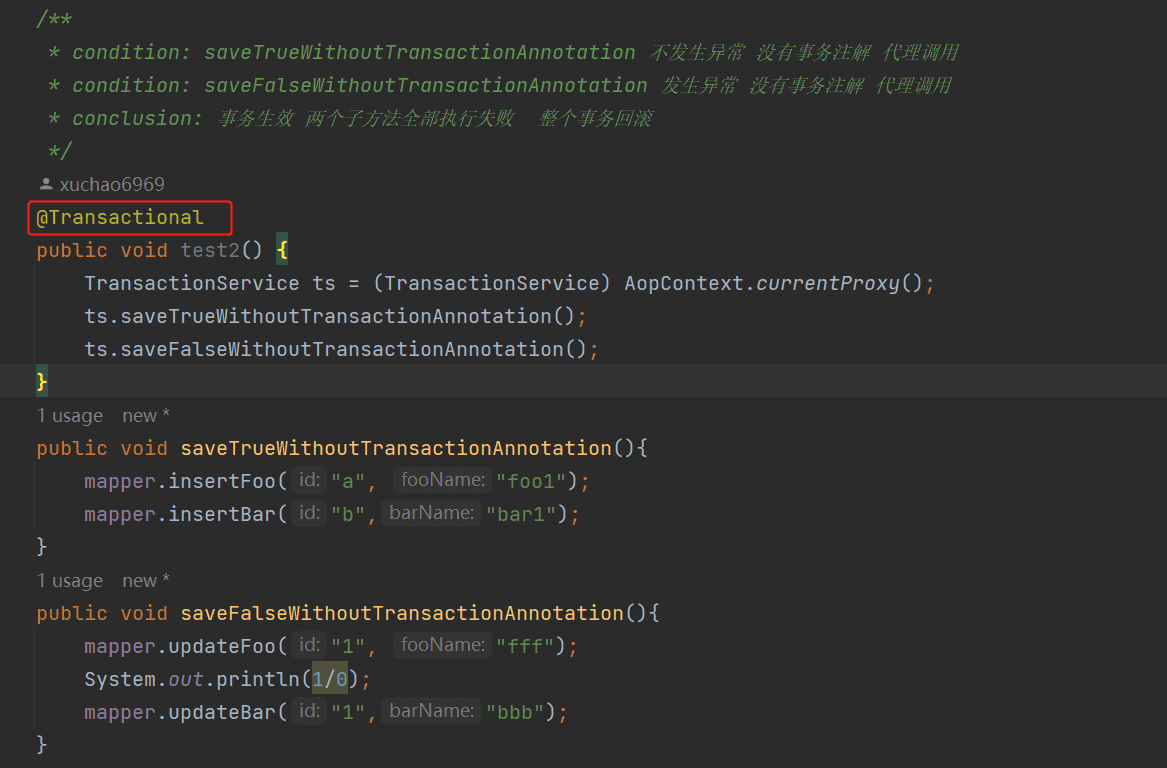 /**
* condition: saveTrueWithoutTransactionAnnotation 不发生异常 没有事务注解 代理调用
* condition: saveFalseWithoutTransactionAnnotation 发生异常 没有事务注解 代理调用
* conclusion: 事务生效 两个子方法全部执行失败  整个事务回滚
*/
xuchao6969
@Transactional
public void test2() {
TransactionService ts = (TransactionService) AopContext.currentProxy();
ts.saveTrueWithoutTransactionAnnotation();
ts.saveFalseWithoutTransactionAnnotation();
}
1 usage new *
public void saveTrueWithoutTransactionAnnotation(){
mapper.insertFoo( id: "a", fooName: "foo1");
mapper.insertBar( id: "b", barName: "bar1");
}
1 usage new *
public void saveFalseWithoutTransactionAnnotation(){
mapper.updateFoo( id: "1", fooName: "fff");
System.out.println(1/0);
mapper.updateBar( id: "1", barName: "bbb");
}